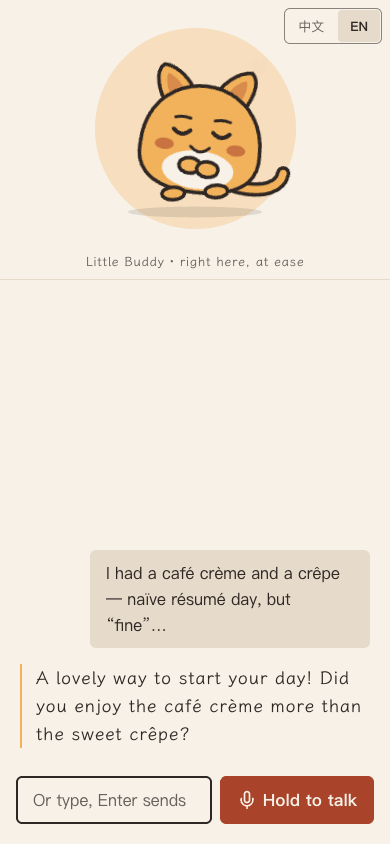 中文 EN
Little Buddy • right here, at ease
I had a café crème and a crêpe
— naïve résumé day, but
“fine”…
A lovely way to start your day! Did
you enjoy the café crème more than
the sweet crêpe?
Or type, Enter sends
Hold to talk